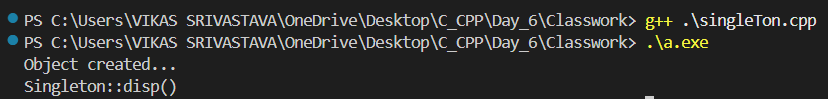 PS C:\Users\VIKAS SRIVASTAVA\OneDrive\Desktop\C_CPP\Day_6\Classwork> g++ .\singleTon.cpp
PS C:\Users\VIKAS SRIVASTAVA\OneDrive\Desktop\C_CPP\Day_6\Classwork> .\a.exe
Object created...
Singleton::disp()